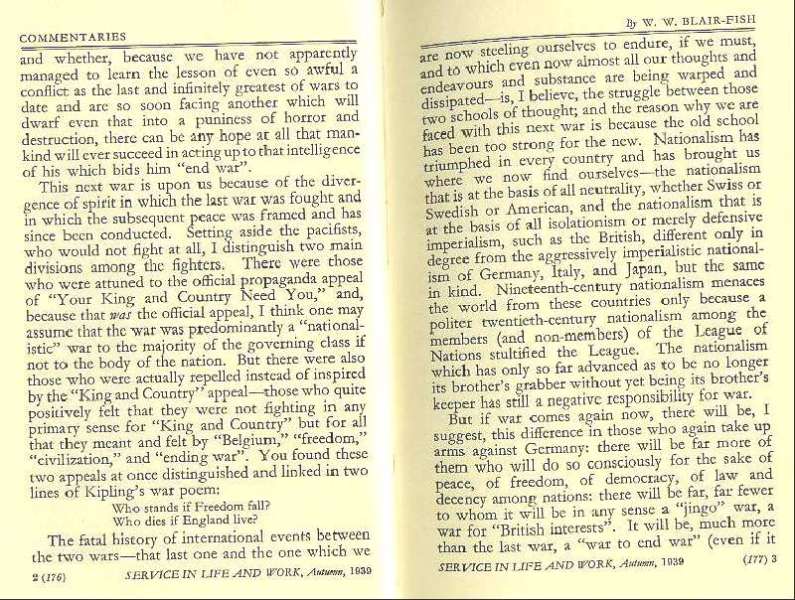 COMMENTARIES
and whether, because we have not apparently
managed to learn the lesson of even so awful a
conflict as the last and infinitely greatest of wars to
date and are so soon facing another which will
dwarf even that into a puniness of horror and
destruction, there can be any hope at all that man-
kind will ever succeed in acting up to that intelligence
of his which bids him "end war".
This next war is upon us because of the diver-
gence of spirit in which the last war was fought and
in which the subsequent peace was framed and has
since been conducted. Setting aside the pacifists,
who would not fight at all, I distinguish two main
divisions among the fighters. There were those
who were attuned to the official propaganda appeal
of "Your King and Country Need You," and,
because that was the official appeal, I think one may
assume that the war was predominantly a "national-
istic" war to the majority of the governing class if
not to the body of the nation. But there were also
those who were actually repelled instead of inspired
by the "King and Country" appeal—those who quite
positively felt that they were not fighting in any
primary sense for "King and Country" but for all
that they meant and felt by "Belgium," "freedom,"
"civilization," and "ending war". You found these
two appeals at once distinguished and linked in two
lines of Kipling's war poem:
Who stands if Freedom fall?
Who dies if England live?
The fatal history of international events between
the two wars—that last one and the one which we
2 (176) SERVICE IN LIFE AND WORK, Autumn, 1939
By W. W. BLAIR-FISH
are now steeling ourselves to endure, if we must,
and to which even now almost all our thoughts and
endeavours and substance are being warped and
dissipated—is, I believe, the struggle between those
two schools of thought; and the reason why we are
faced with this next war is because the old school
has been too strong for the new. Nationalism has
triumphed in every country and has brought us
where we now find ourselves—the nationalism
that is at the basis of all neutrality, whether Swiss or
Swedish or American, and the nationalism that is
at the basis of all isolationism or merely defensive
imperialism, such as the British, different only in
degree from the aggressively imperialistic national-
ism of Germany, Italy, and Japan, but the same
in kind. Nineteenth-century nationalism menaces
the world from these countries only because a
politer twentieth-century nationalism among the
members (and non-members) of the League of
Nations stultified the League. The nationalism
which has only so far advanced as to be no longer
its brother's grabber without yet being its brother's
keeper has still a negative responsibility for war.
But if war comes again now, there will be, I
suggest, this difference in those who again take up
arms against Germany: there will be far more of
them who will do so consciously for the sake of
peace, of freedom, of democracy, of law and
decency among nations: there will be far, far fewer
to whom it will be in any sense a "jingo" war, a
war for "British interests". It will be, much more
than the last war, a "war to end war" (even if it
SERVICE IN LIFE AND WORK, Autumn, 1939 (177) 3